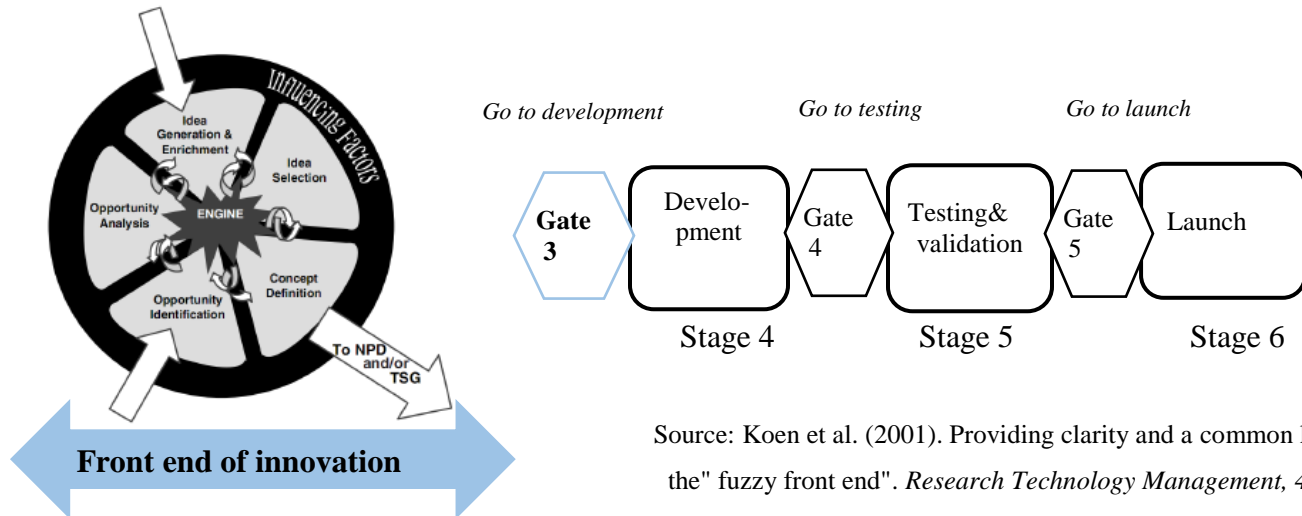 Influencing Factors
Idea
Generation &
Enrichment
Idea
Selection
Opportunity
Analysis
ENGINE
Concept
Definition
Opportunity
Identification
To NPD
and/or
TSG
Front end of innovation
Go to development
Go to testing
Go to launch
Gate
3
Develo-
pment
Gate
4
Testing&
validation
Gate
5
Launch
Stage 4
Stage 5
Stage 6
Source: Koen et al. (2001). Providing clarity and a common
the" fuzzy front end". Research Technology Management, 4